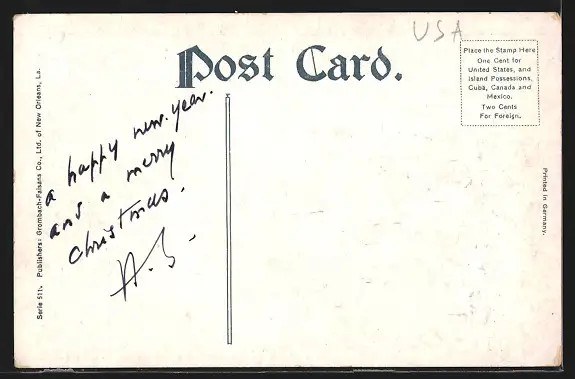 USA
Post Card.
Place the Stamp Here
One Cent for
United States, and
Island Possessions,
Cuba, Canada and
Mexico.
Two Cents
For Foreign.
a happy new.year.
and a merry
christmas.
Serie 511. Publishers: Grombach-Faisans Co., Ltd. of New Orleans, La.
Printed in Germany.